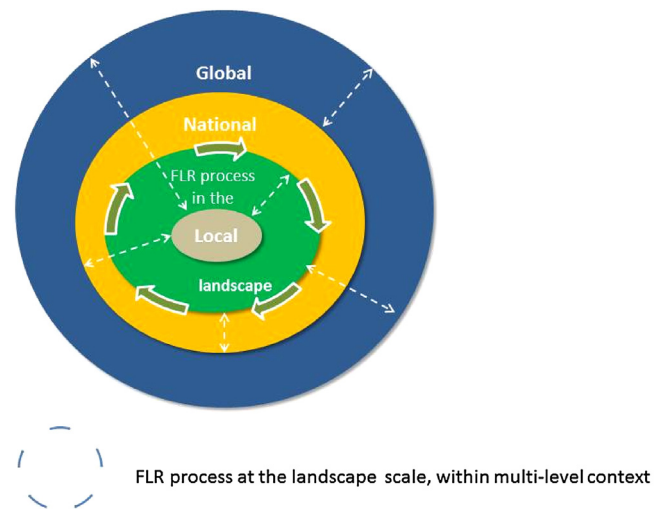 Global
National
FLR process
in the
Local
landscape
FLR process at the landscape scale, within multi-level context